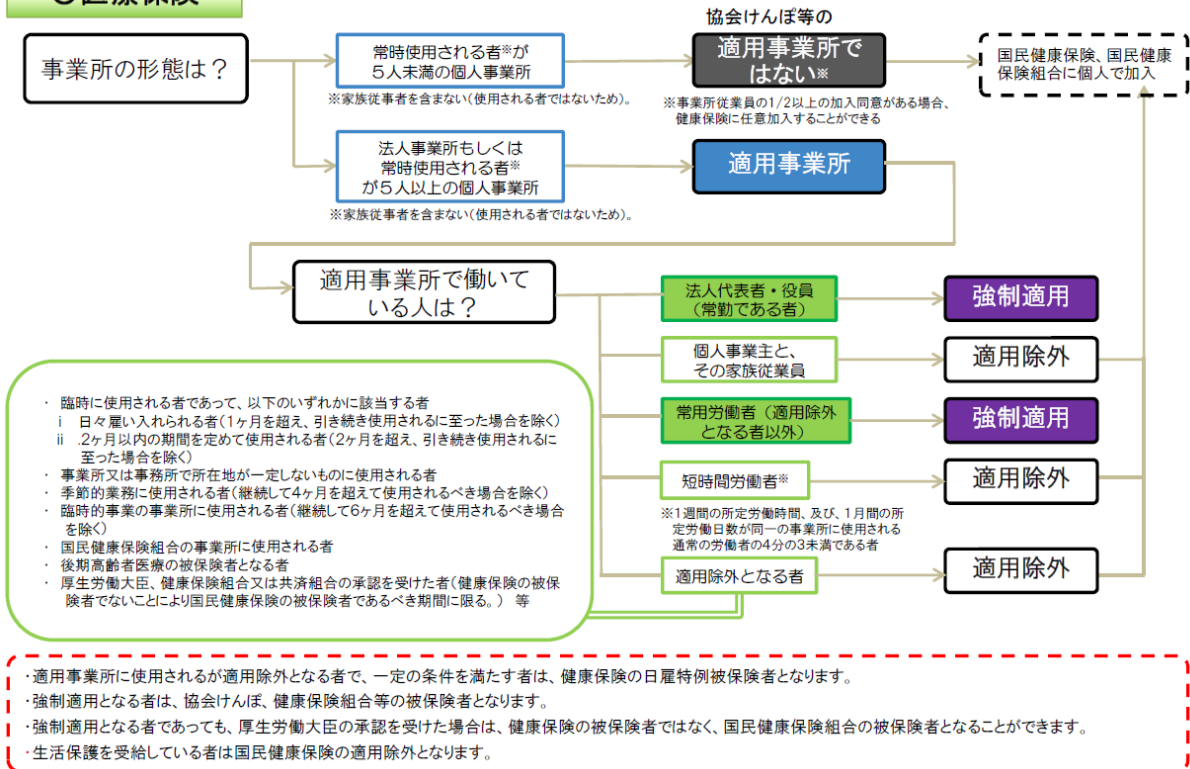 事業所の形態は？
常時使用される者※が
５人未満の個人事業所
※家族従事者を含まない（使用される者ではないため）。
協会けんぽ等の
適用事業所で
はない※
※事業所従業員の1/2以上の加入同意がある場合、
健康保険に任意加入することができる
国民健康保険、国民健康
保険組合に個人で加入
法人事業所もしくは
常時使用される者※
が５人以上の個人事業所
※家族従事者を含まない（使用される者ではないため）。
適用事業所
適用事業所で働いて
いる人は？
法人代表者・役員
（常勤である者）
強制適用
個人事業主と、
その家族従業員
適用除外
常用労働者（適用除外
となる者以外）
強制適用
短時間労働者※
適用除外
※１週間の所定労働時間、及び、１月間の所
定労働日数が同一の事業所に使用される
通常の労働者の4分の3未満である者
適用除外となる者
適用除外
・ 臨時に使用される者であって、以下のいずれかに該当する者
ⅰ 日々雇い入れられる者（1ヶ月を超え、引き続き使用されるに至った場合を除く）
ⅱ .2ヶ月以内の期間を定めて使用される者（2ヶ月を超え、引き続き使用されるに
至った場合を除く）
・ 事業所又は事務所で所在地が一定しないものに使用される者
・ 季節的業務に使用される者（継続して4ヶ月を超えて使用されるべき場合を除く）
・ 臨時的事業の事業所に使用される者（継続して6ヶ月を超えて使用されるべき場合
を除く）
・ 国民健康保険組合の事業所に使用される者
・ 後期高齢者医療の被保険者となる者
・ 厚生労働大臣、健康保険組合又は共済組合の承認を受けた者（健康保険の被保
険者でないことにより国民健康保険の被保険者であるべき期間に限る。） 等
・適用事業所に使用されるが適用除外となる者で、一定の条件を満たす者は、健康保険の日雇特例被保険者となります。
・強制適用となる者は、協会けんぽ、健康保険組合等の被保険者となります。
・強制適用となる者であっても、厚生労働大臣の承認を受けた場合は、健康保険の被保険者ではなく、国民健康保険組合の被保険者となることができます。
・生活保護を受給している者は国民健康保険の適用除外となります。